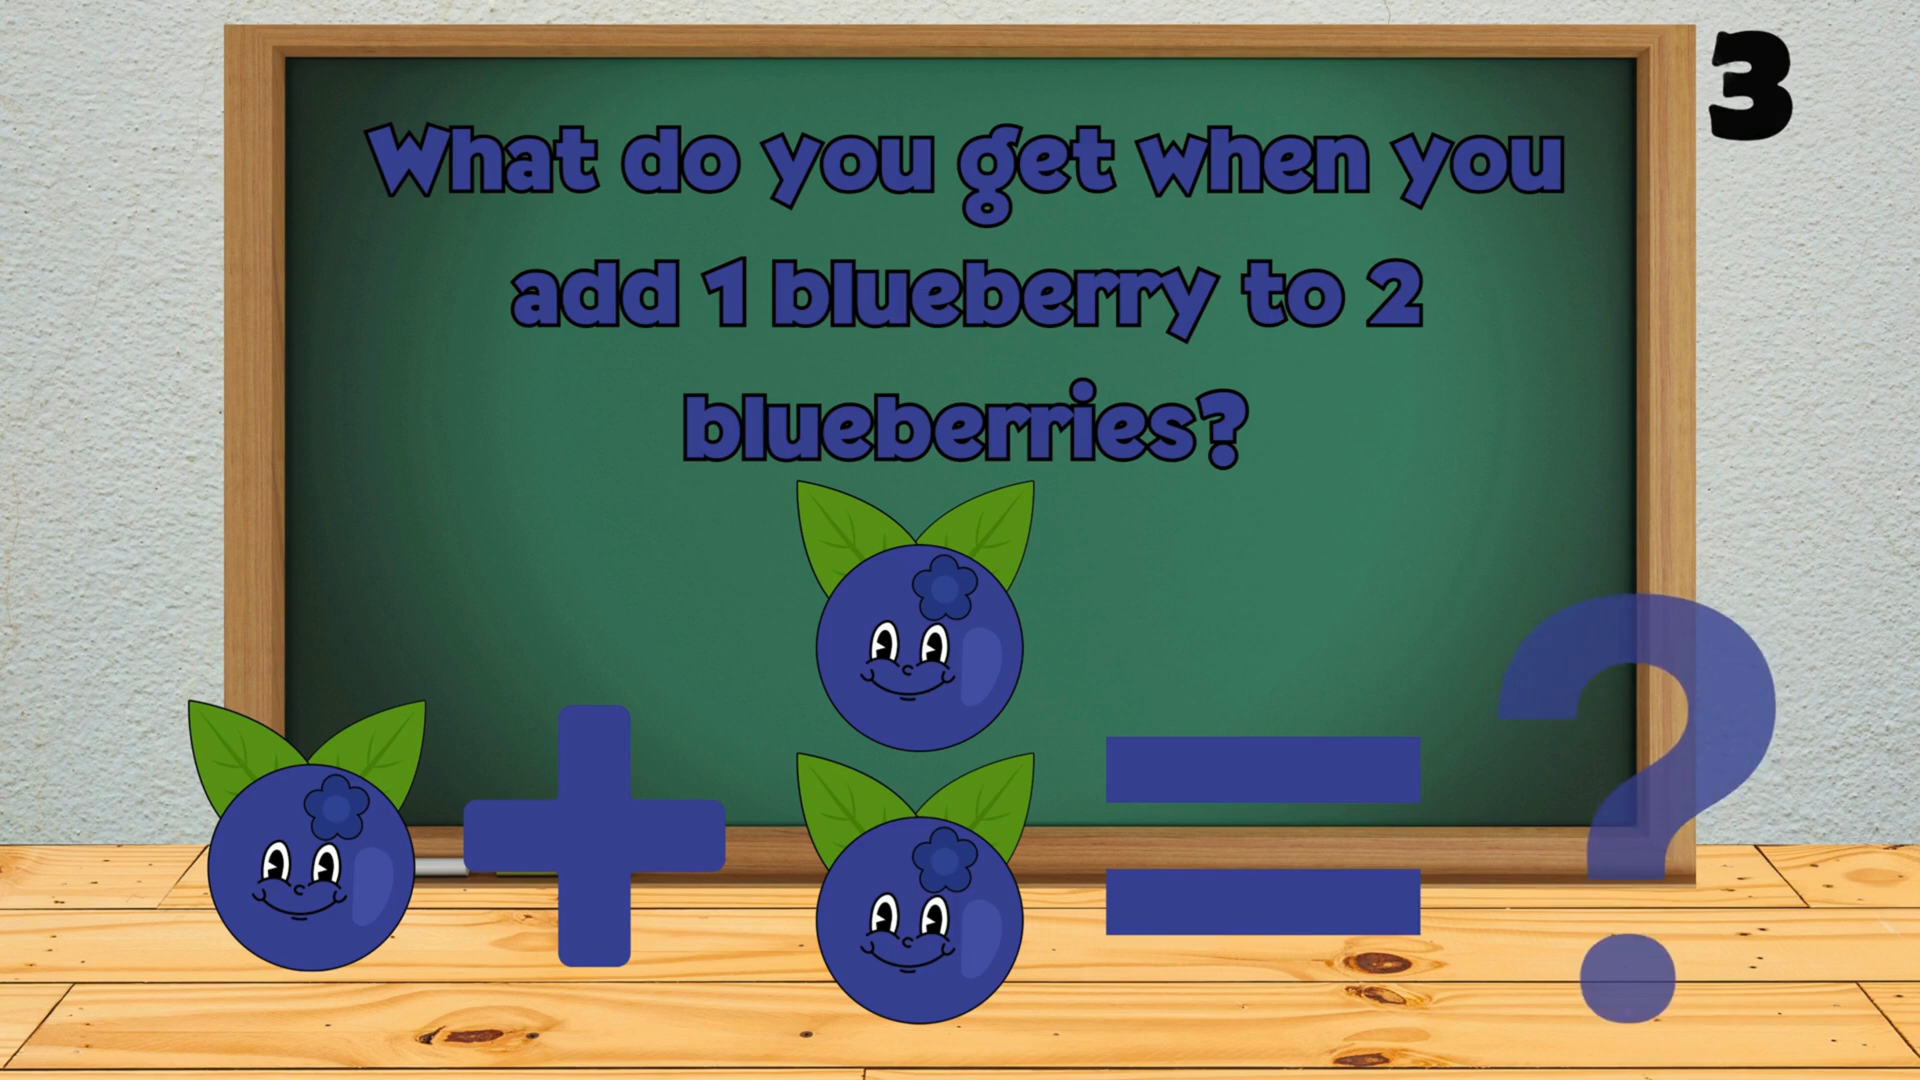 3
What do you get when you
add 1 blueberry to 2
blueberries?
+ = ?